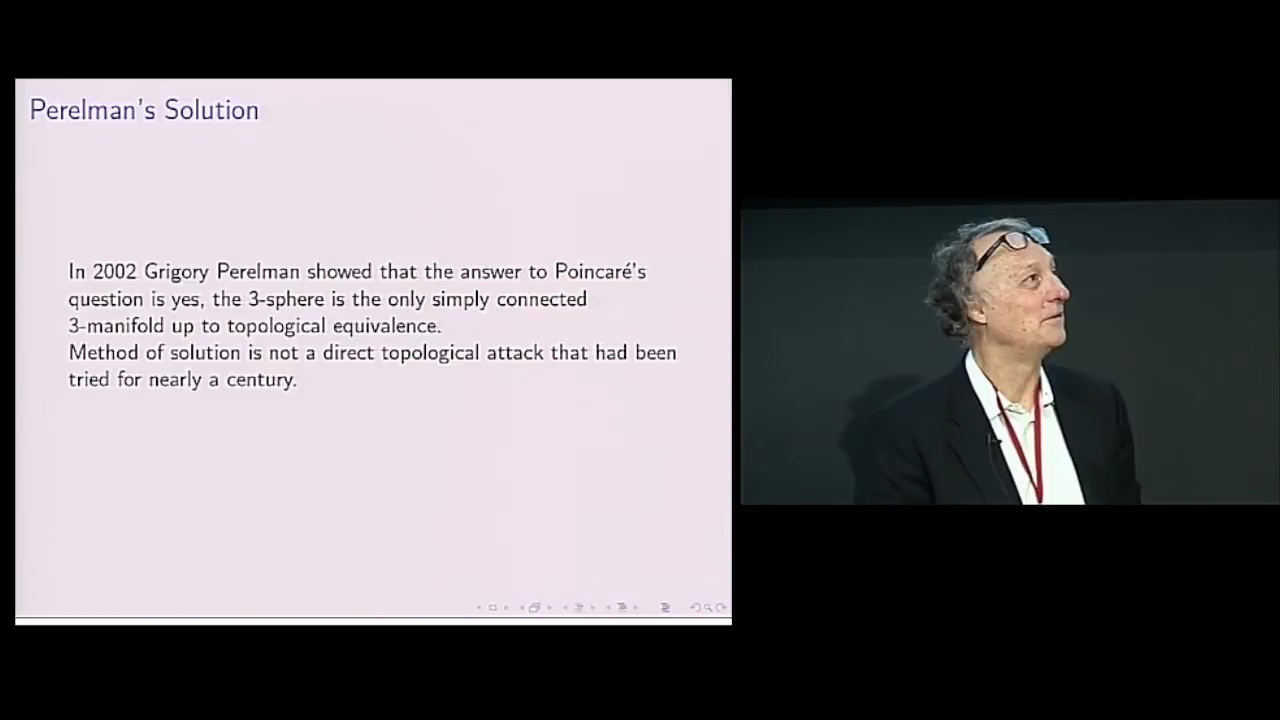 Perelman's Solution
In 2002 Grigory Perelman showed that the answer to Poincaré's
question is yes, the 3-sphere is the only simply connected
3-manifold up to topological equivalence.
Method of solution is not a direct topological attack that had been
tried for nearly a century.